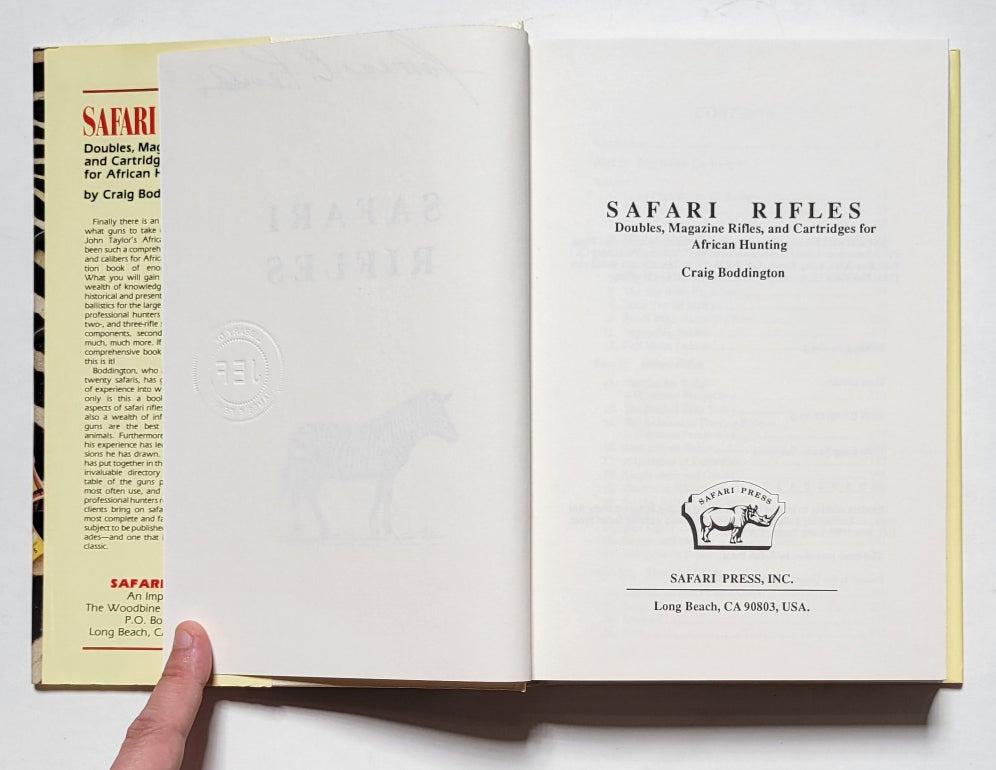 SAFARI
Doubles, Mag
and Cartridg
for African H
by Craig Bod
Finally there is an
what guns to take
John Taylor's Afric
been such a compreh
and calibers for Afric
tion book of eno
What you will gain
wealth of knowledg
historical and present
ballistics for the large
professional hunters
two-, and three-rifle
components, second
much, much more. If
comprehensive book
this is it!
Boddington, who
twenty safaris, has g
of experience into w
only is this a book
aspects of safari rifles
also a wealth of inf
guns are the best
animals. Furthermore
his experience has le
sions he has drawn.
has put together in th
invaluable directory
table of the guns p
most often use, and
professional hunters r
clients bring on safa
most complete and fa
subject to be publishe
ades—and one that i
classic.
SAFARI
An Imp
The Woodbine
P.O. Bo
Long Beach, CA
SAFARI
RIFLES
JEF
SAFARI RIFLES
Doubles, Magazine Rifles, and Cartridges for
African Hunting
Craig Boddington
SAFARI PRESS
SAFARI PRESS, INC.
Long Beach, CA 90803, USA.